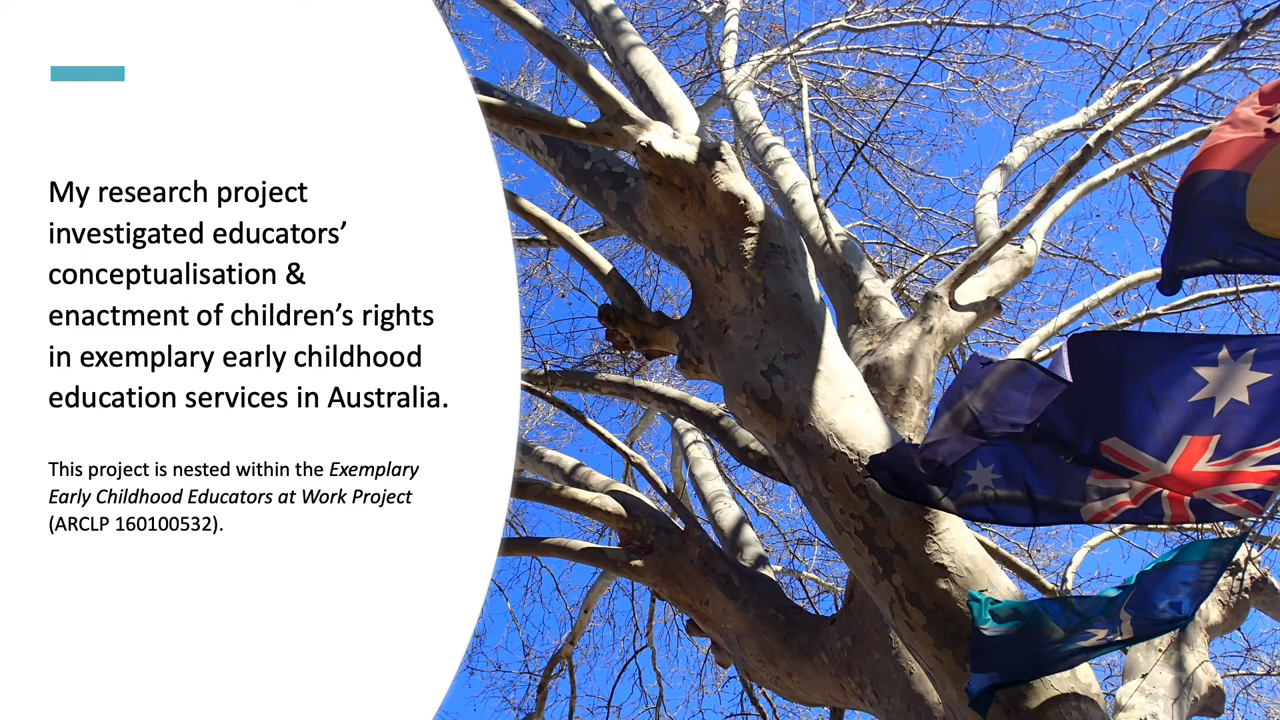 My research project
investigated educators’
conceptualisation &
enactment of children’s rights
in exemplary early childhood
education services in Australia.
This project is nested within the Exemplary
Early Childhood Educators at Work Project
(ARCLP 160100532).